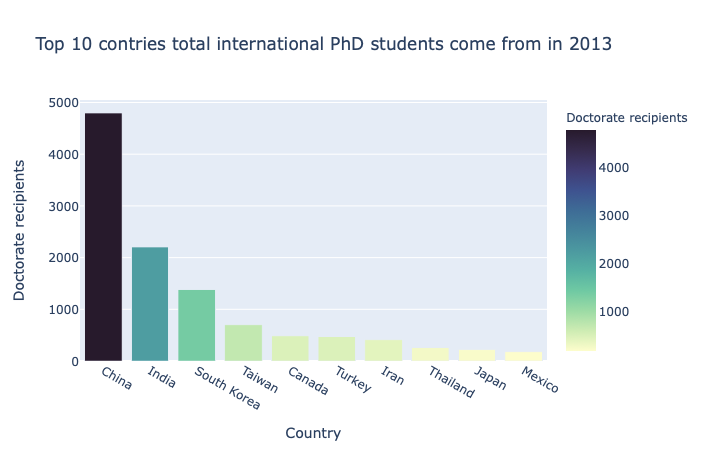 Top 10 contries total international PhD students come from in 2013
Doctorate recipients
5000
4000
3000
2000
1000
0
China
India
South Korea
Taiwan
Canada
Turkey
Iran
Thailand
Japan
Mexico
Country
Doctorate recipients
4000
3000
2000
1000